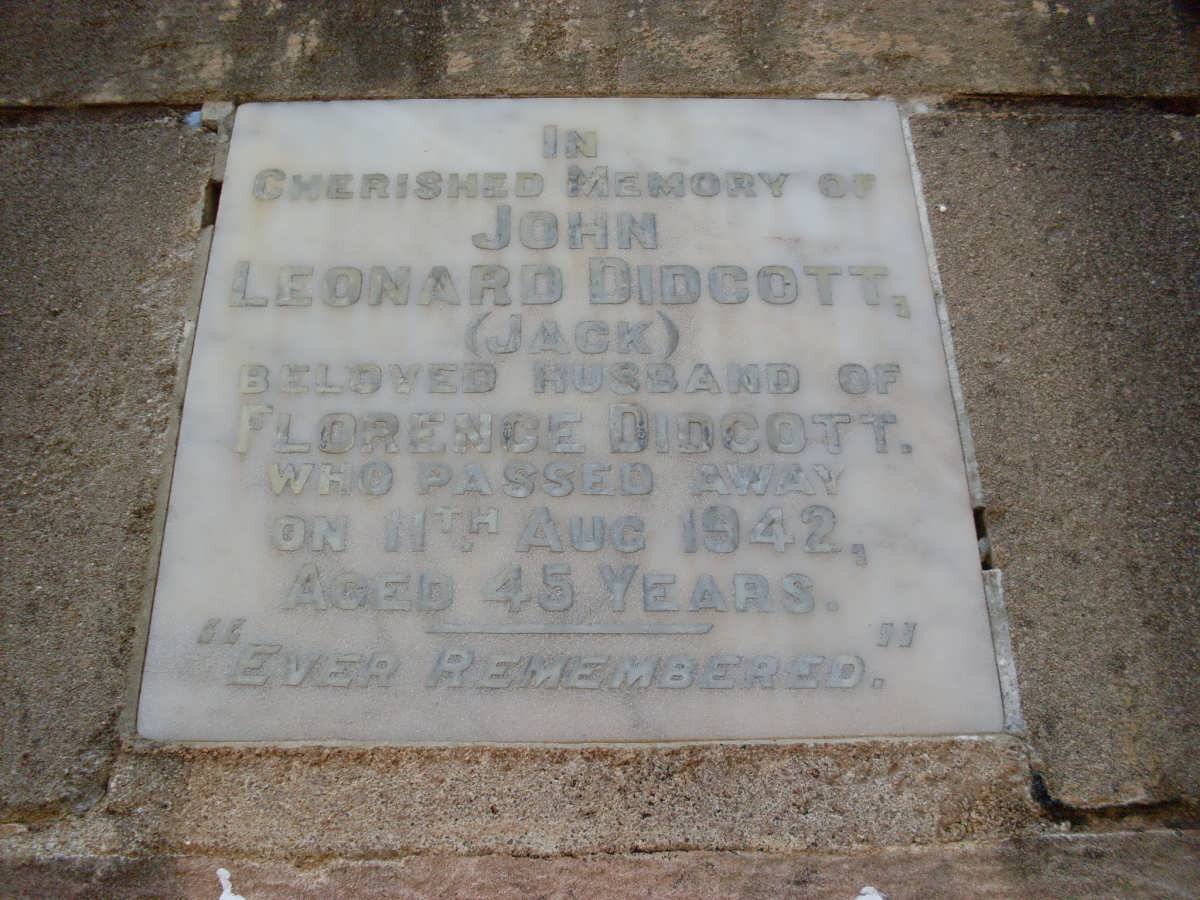 IN
CHERISHED MEMORY OF
JOHN
LEONARD DIDCOTT,
(JACK)
BELOVED HUSBAND OF
FLORENCE DIDCOTT.
WHO PASSED AWAY
ON 11TH. AUG 1942,
AGED 45 YEARS.
"EVER REMEMBERED."